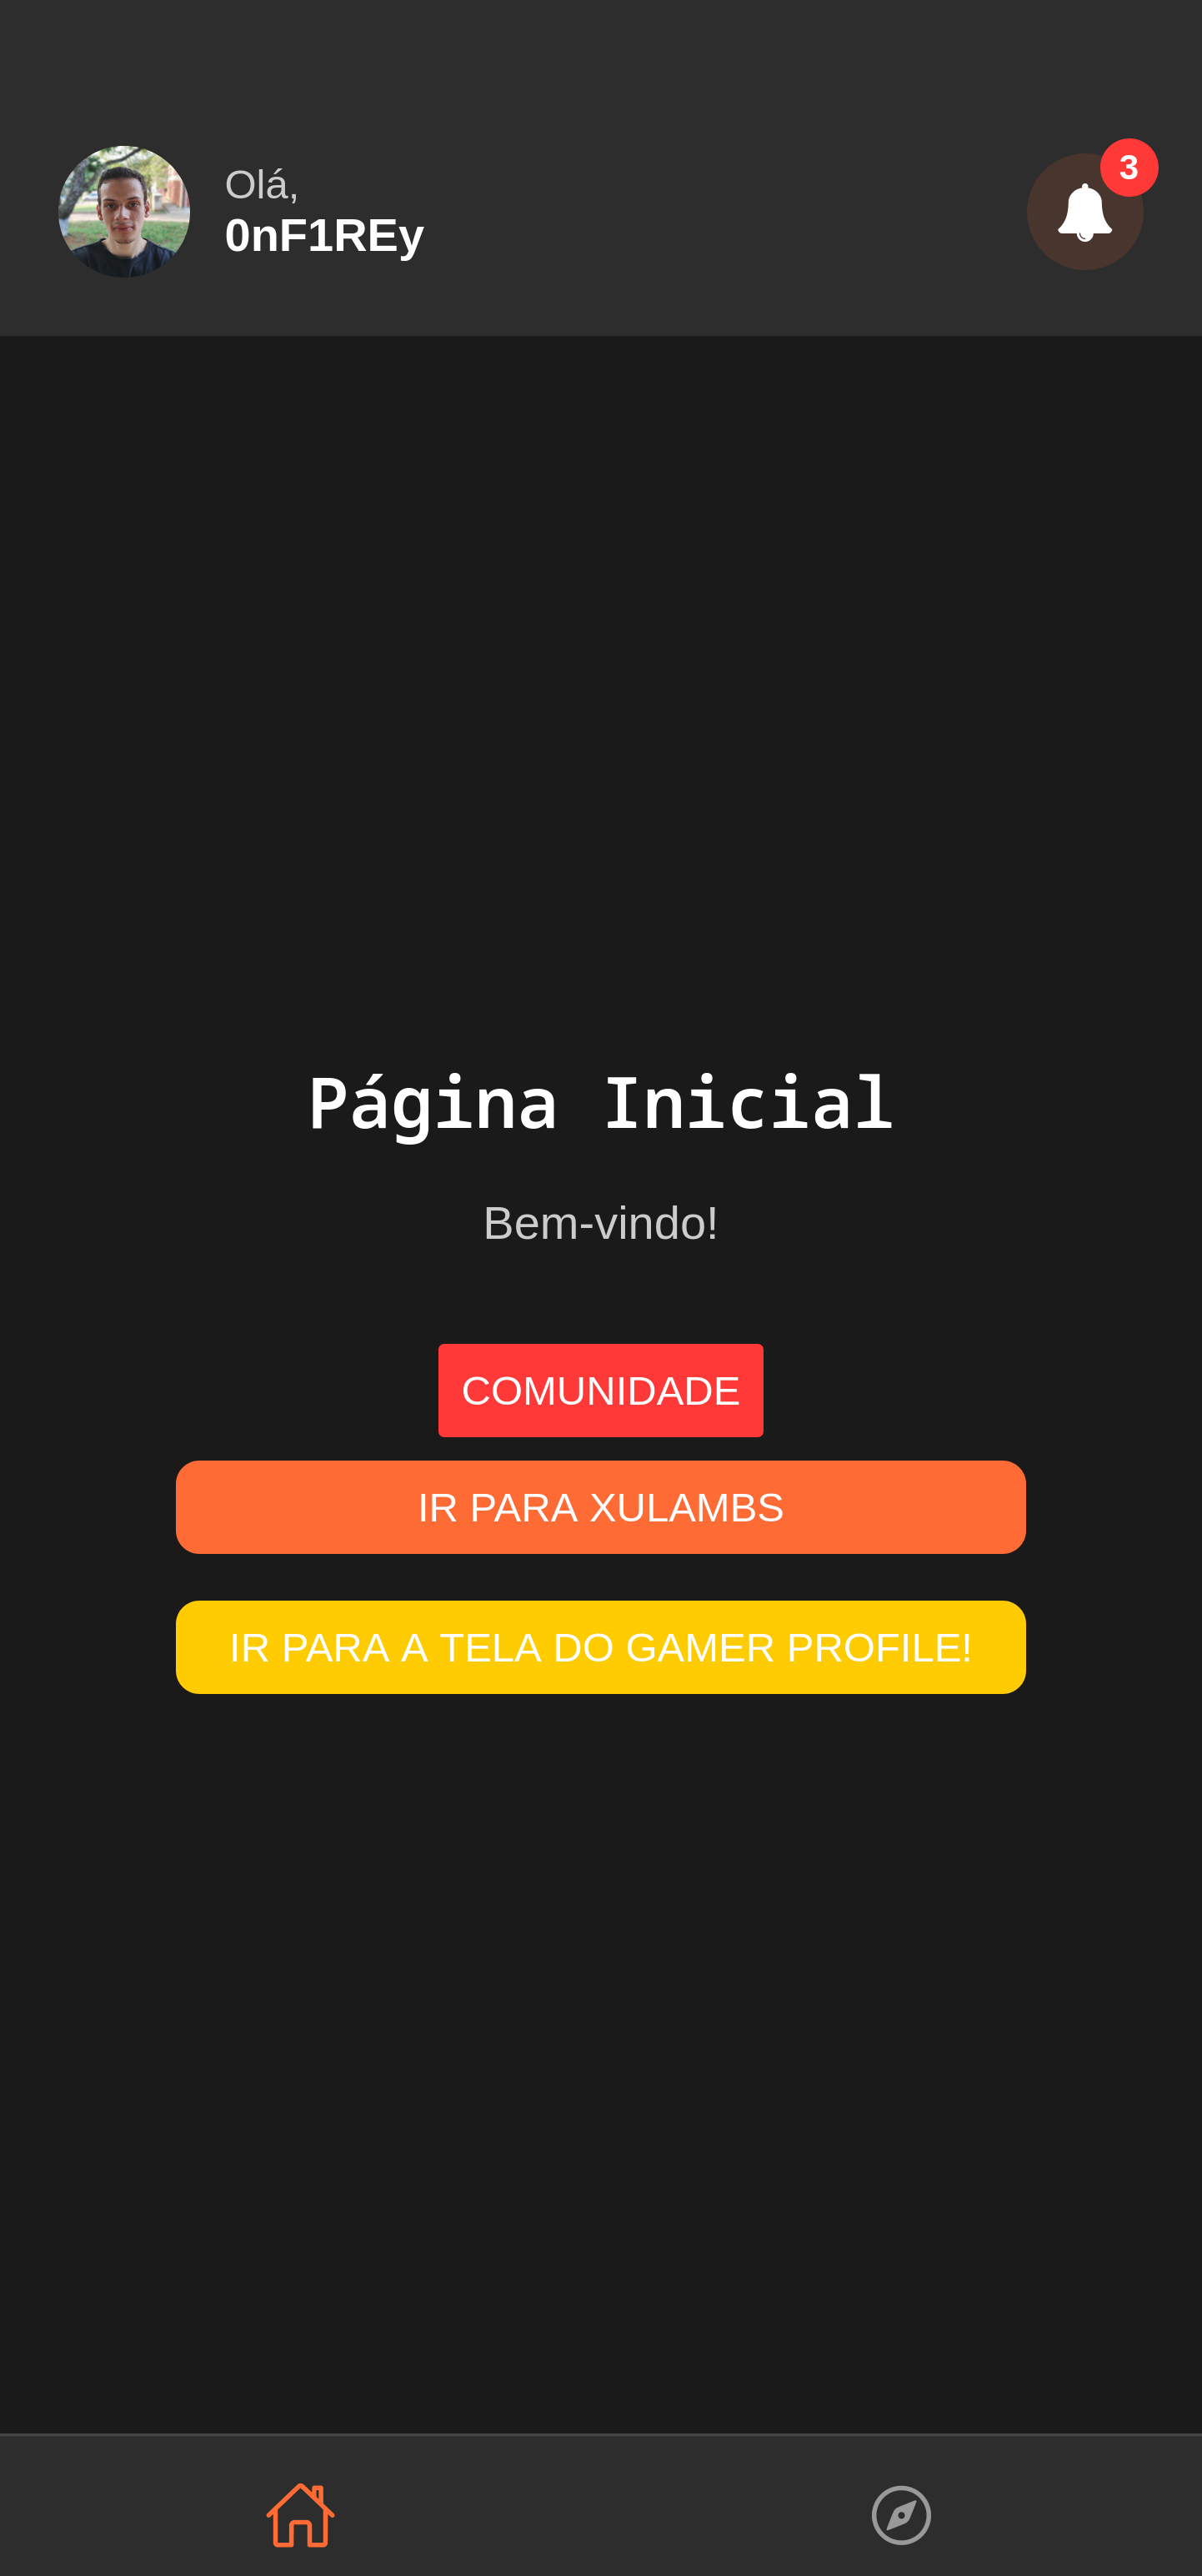 Olá,
0nF1REy
3
Página Inicial
Bem-vindo!
COMUNIDADE
IR PARA XULAMBS
IR PARA A TELA DO GAMER PROFILE!